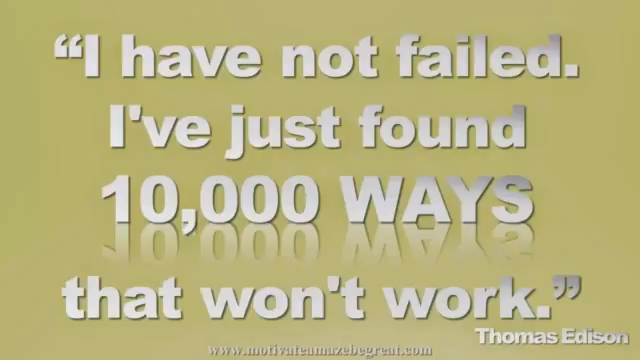 “I have not failed.
I've just found
10,000 WAYS
that won't work.”
Thomas Edison
www.motivateamazebegreat.com